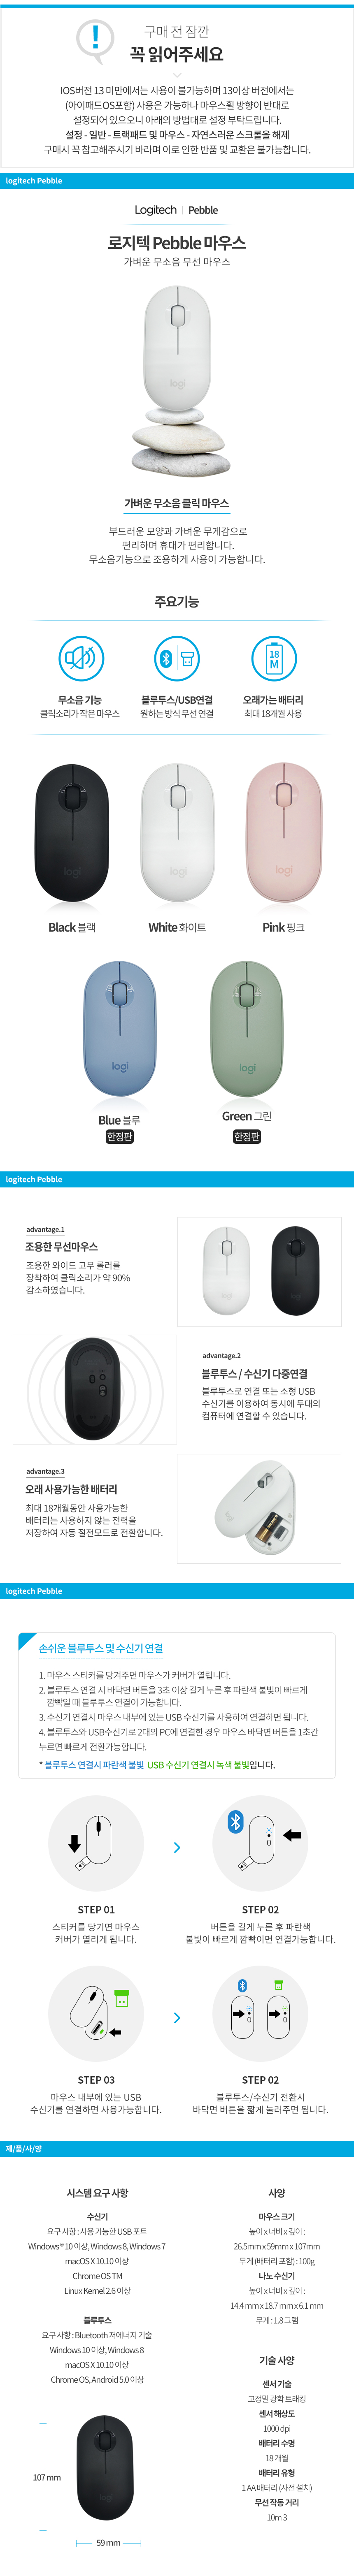 구매 전 잠깐
꼭 읽어주세요
IOS버전 13 미만에서는 사용이 불가능하며 13이상 버전에서는
(아이패드OS포함) 사용은 가능하나 마우스휠 방향이 반대로
설정되어 있으오니 아래의 방법대로 설정 부탁드립니다.
설정 - 일반 - 트랙패드 및 마우스 - 자연스러운 스크롤을 해제
구매시 꼭 참고해주시기 바라며 이로 인한 반품 및 교환은 불가능합니다.
logitech Pebble
Logitech | Pebble
로지텍 Pebble 마우스
가벼운 무소음 무선 마우스
logi
가벼운 무소음 클릭 마우스
부드러운 모양과 가벼운 무게감으로
편리하며 휴대가 편리합니다.
무소음기능으로 조용하게 사용이 가능합니다.
주요기능
18
M
무소음 기능 블루투스/USB연결 오래가는 배터리
클릭소리가 작은 마우스 원하는 방식 무선 연결 최대 18개월 사용
logi logi logi
Black 블랙 White 화이트 Pink 핑크
logi logi
Blue 블루 Green 그린
한정판 한정판
logitech Pebble
advantage.1
조용한 무선마우스
조용한 와이드 고무 롤러를
장착하여 클릭소리가 약 90%
감소하였습니다.
advantage.2
블루투스 / 수신기 다중연결
블루투스로 연결 또는 소형 USB
수신기를 이용하여 동시에 두대의
컴퓨터에 연결할 수 있습니다.
advantage.3
오래 사용가능한 배터리
최대 18개월동안 사용가능한
배터리는 사용하지 않는 전력을
저장하여 자동 절전모드로 전환합니다.
logitech Pebble
손쉬운 블루투스 및 수신기 연결
1. 마우스 스티커를 당겨주면 마우스가 커버가 열립니다.
2. 블루투스 연결 시 바닥면 버튼을 3초 이상 길게 누른 후 파란색 불빛이 빠르게
깜빡일 때 블루투스 연결이 가능합니다.
3. 수신기 연결시 마우스 내부에 있는 USB 수신기를 사용하여 연결하면 됩니다.
4. 블루투스와 USB수신기로 2대의 PC에 연결한 경우 마우스 바닥면 버튼을 1초간
누르면 빠르게 전환가능합니다.
* 블루투스 연결시 파란색 불빛 USB 수신기 연결시 녹색 불빛입니다.
STEP 01 STEP 02
스티커를 당기면 마우스 버튼을 길게 누른 후 파란색
커버가 열리게 됩니다. 불빛이 빠르게 깜빡이면 연결가능합니다.
STEP 03 STEP 02
마우스 내부에 있는 USB 블루투스/수신기 전환시
수신기를 연결하면 사용가능합니다. 바닥면 버튼을 짧게 눌러주면 됩니다.
제/품/사/양
시스템 요구 사항
수신기
요구 사항 : 사용 가능한 USB 포트
Windows ® 10 이상, Windows 8, Windows 7
macOS X 10.10 이상
Chrome OS TM
Linux Kernel 2.6 이상
블루투스
요구 사항 : Bluetooth 저에너지 기술
Windows 10 이상, Windows 8
macOS X 10.10 이상
Chrome OS, Android 5.0 이상
107 mm
59 mm
사양
마우스 크기
높이 x 너비 x 깊이 :
26.5mm x 59mm x 107mm
무게 (배터리 포함) : 100g
나노 수신기
높이 x 너비 x 깊이 :
14.4 mm x 18.7 mm x 6.1 mm
무게 : 1.8 그램
기술 사양
센서 기술
고정밀 광학 트래킹
센서 해상도
1000 dpi
배터리 수명
18 개월
배터리 유형
1 AA 배터리 (사전 설치)
무선 작동 거리
10m 3